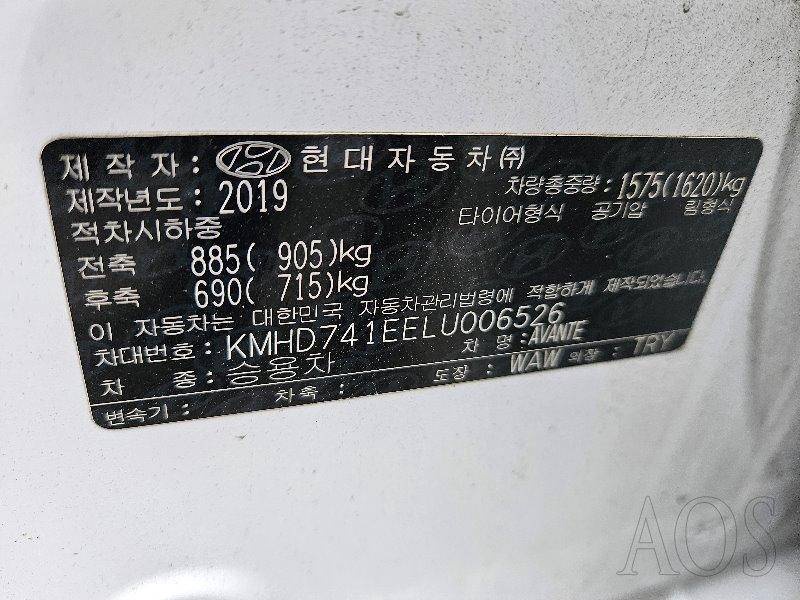 제 작 자 : 현대자동차(주)
제작년도 : 2019
차량총중량 : 1575(1620)kg
적차시하중
타이어형식 공기압 림형식
전축 885( 905)kg
후축 690( 715)kg
이 자동차는 대한민국 자동차관리법령에 적합하게 제작되었습니다.
차대번호 : KMHD741EELU006526
차 명 : AVANTE
차 종 : 승용차
도장 : WAW 의장 : TRY
변속기 : 차축 :
AOS